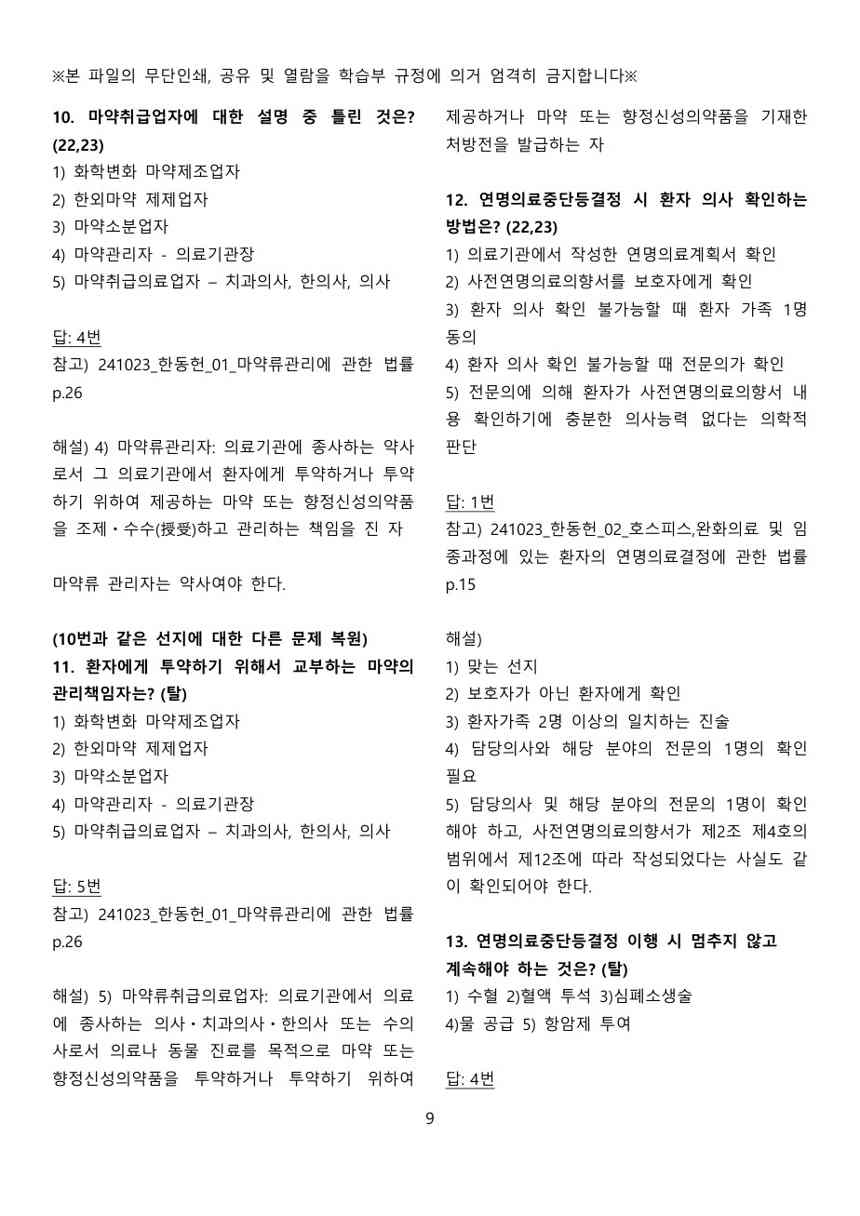 ※본 파일의 무단인쇄, 공유 및 열람을 학습부 규정에 의거 엄격히 금지합니다※
10. 마약취급업자에 대한 설명 중 틀린 것은?
(22,23)
1) 화학변화 마약제조업자
2) 한외마약 제제업자
3) 마약소분업자
4) 마약관리자 - 의료기관장
5) 마약취급의료업자 – 치과의사, 한의사, 의사
답: 4번
참고) 241023_한동헌_01_마약류관리에 관한 법률
p.26
해설) 4) 마약류관리자: 의료기관에 종사하는 약사
로서 그 의료기관에서 환자에게 투약하거나 투약
하기 위하여 제공하는 마약 또는 향정신성의약품
을 조제・수수(授受)하고 관리하는 책임을 진 자
마약류 관리자는 약사여야 한다.
(10번과 같은 선지에 대한 다른 문제 복원)
11. 환자에게 투약하기 위해서 교부하는 마약의
관리책임자는? (탈)
1) 화학변화 마약제조업자
2) 한외마약 제제업자
3) 마약소분업자
4) 마약관리자 - 의료기관장
5) 마약취급의료업자 – 치과의사, 한의사, 의사
답: 5번
참고) 241023_한동헌_01_마약류관리에 관한 법률
p.26
해설) 5) 마약류취급의료업자: 의료기관에서 의료
에 종사하는 의사・치과의사・한의사 또는 수의
사로서 의료나 동물 진료를 목적으로 마약 또는
향정신성의약품을 투약하거나 투약하기 위하여
제공하거나 마약 또는 향정신성의약품을 기재한
처방전을 발급하는 자
12. 연명의료중단등결정 시 환자 의사 확인하는
방법은? (22,23)
1) 의료기관에서 작성한 연명의료계획서 확인
2) 사전연명의료의향서를 보호자에게 확인
3) 환자 의사 확인 불가능할 때 환자 가족 1명
동의
4) 환자 의사 확인 불가능할 때 전문의가 확인
5) 전문의에 의해 환자가 사전연명의료의향서 내
용 확인하기에 충분한 의사능력 없다는 의학적
판단
답: 1번
참고) 241023_한동헌_02_호스피스,완화의료 및 임
종과정에 있는 환자의 연명의료결정에 관한 법률
p.15
해설)
1) 맞는 선지
2) 보호자가 아닌 환자에게 확인
3) 환자가족 2명 이상의 일치하는 진술
4) 담당의사와 해당 분야의 전문의 1명의 확인
필요
5) 담당의사 및 해당 분야의 전문의 1명이 확인
해야 하고, 사전연명의료의향서가 제2조 제4호의
범위에서 제12조에 따라 작성되었다는 사실도 같
이 확인되어야 한다.
13. 연명의료중단등결정 이행 시 멈추지 않고
계속해야 하는 것은? (탈)
1) 수혈 2)혈액 투석 3)심폐소생술
4)물 공급 5) 항암제 투여
답: 4번
9